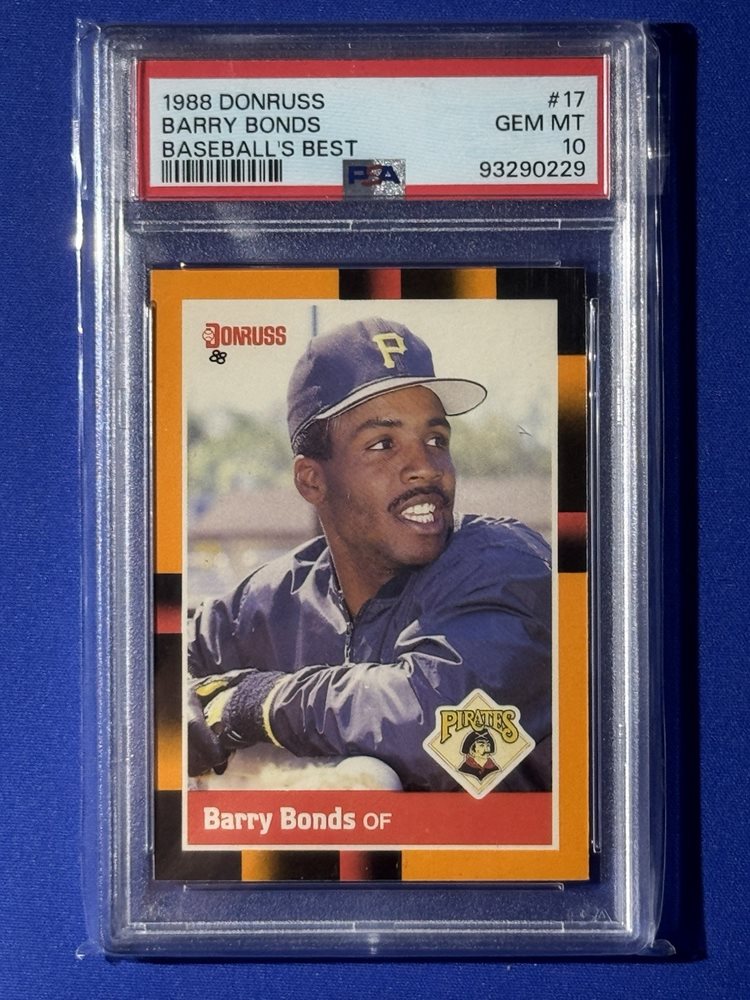 1988 DONRUSS #17
BARRY BONDS GEM MT
BASEBALL'S BEST 10
PSA 93290229
DONRUSS
88
P
PIRATES
Barry Bonds OF